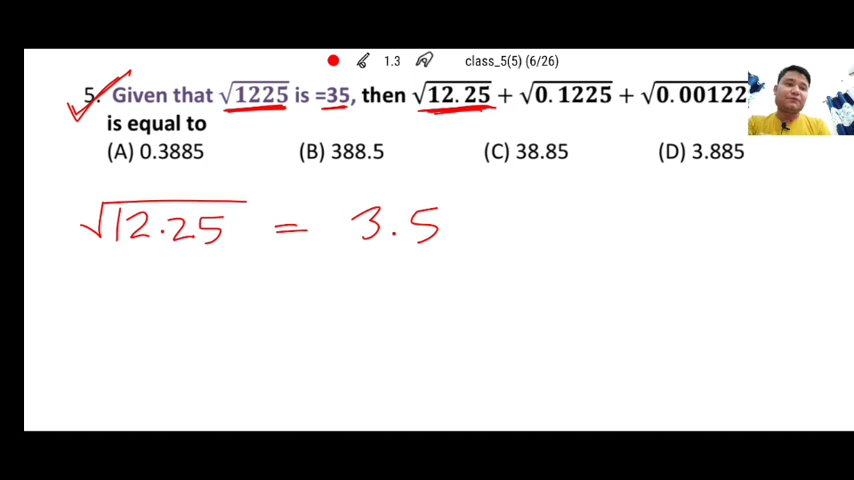 1.3 class_5(5) (6/26)
5. Given that √1225 is =35, then √12.25 + √0.1225 + √0.00122
is equal to
(A) 0.3885 (B) 388.5 (C) 38.85 (D) 3.885
√12.25 = 3.5